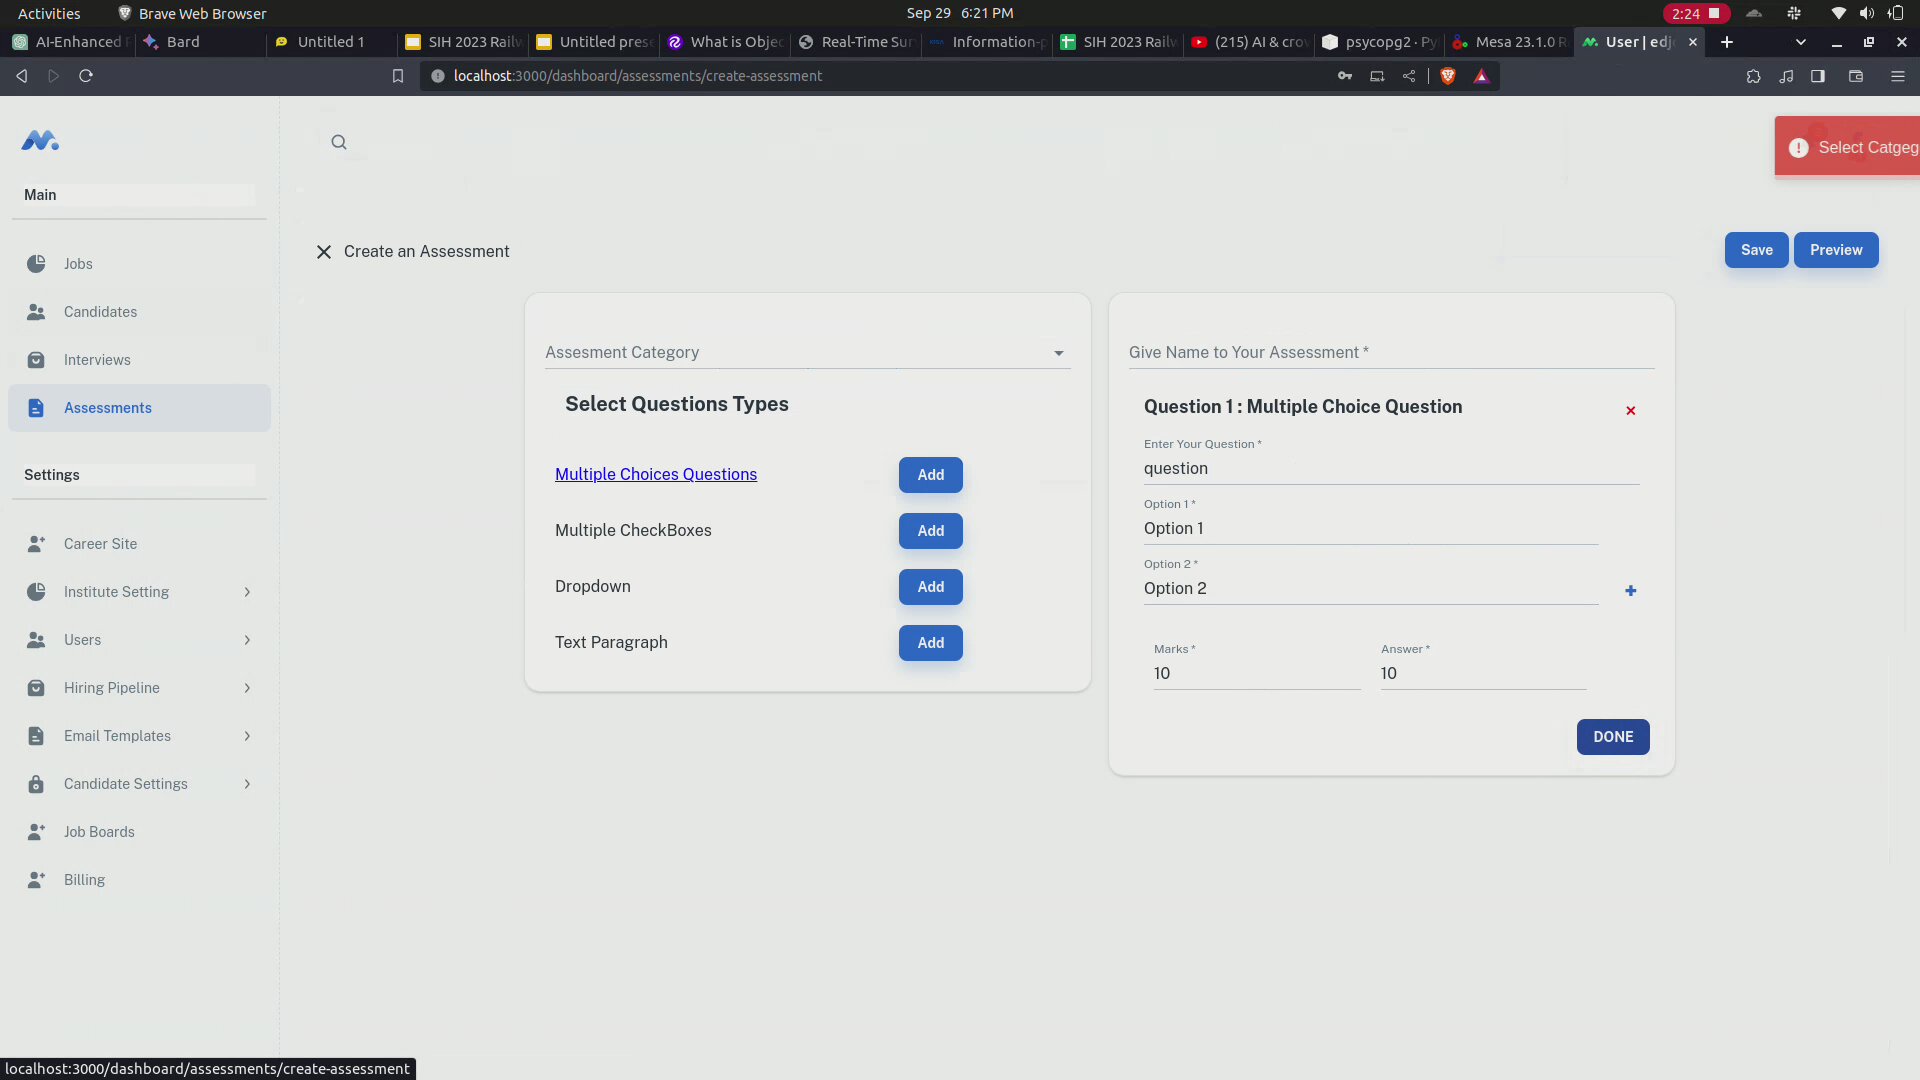 Activities
Brave Web Browser
Sep 29 6:21 PM
2:24
AI-Enhanced
Bard
Untitled 1
SIH 2023 Railw
Untitled prese
What is Objec
Real-Time Sur
Information-p
SIH 2023 Railw
(215) AI & crow
psycopg2 · Py
Mesa 23.1.0 R
User | edjo
localhost:3000/dashboard/assessments/create-assessment
Select Catgeg
Main
Jobs
Candidates
Interviews
Assessments
Settings
Career Site
Institute Setting
Users
Hiring Pipeline
Email Templates
Candidate Settings
Job Boards
Billing
Create an Assessment
Save
Preview
Assesment Category
Select Questions Types
Multiple Choices Questions
Add
Multiple CheckBoxes
Add
Dropdown
Add
Text Paragraph
Add
Give Name to Your Assessment *
Question 1 : Multiple Choice Question
Enter Your Question *
question
Option 1 *
Option 1
Option 2 *
Option 2
Marks *
10
Answer *
10
DONE
localhost:3000/dashboard/assessments/create-assessment